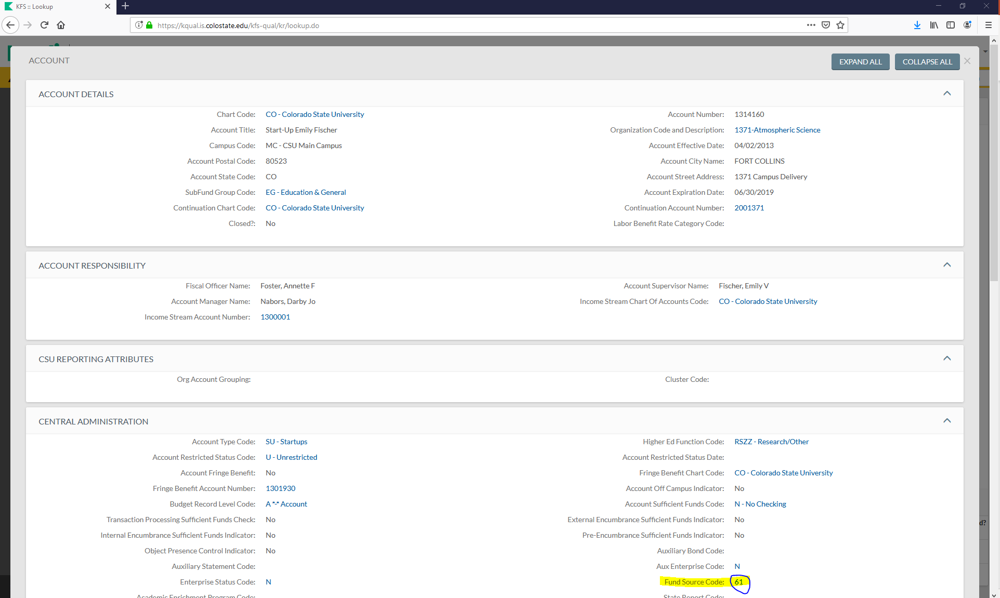 KFS :: Lookup
https://kqual.is.colostate.edu/kfs-qual/kr/lookup.do
ACCOUNT
EXPAND ALL
COLLAPSE ALL
ACCOUNT DETAILS
Chart Code: CO - Colorado State University Account Number: 1314160
Account Title: Start-Up Emily Fischer Organization Code and Description: 1371-Atmospheric Science
Campus Code: MC - CSU Main Campus Account Effective Date: 04/02/2013
Account Postal Code: 80523 Account City Name: FORT COLLINS
Account State Code: CO Account Street Address: 1371 Campus Delivery
SubFund Group Code: EG - Education & General Account Expiration Date: 06/30/2019
Continuation Chart Code: CO - Colorado State University Continuation Account Number: 2001371
Closed?: No Labor Benefit Rate Category Code:
ACCOUNT RESPONSIBILITY
Fiscal Officer Name: Foster, Annette F Account Supervisor Name: Fischer, Emily V
Account Manager Name: Nabors, Darby Jo Income Stream Chart Of Accounts Code: CO - Colorado State University
Income Stream Account Number: 1300001
CSU REPORTING ATTRIBUTES
Org Account Grouping: Cluster Code:
CENTRAL ADMINISTRATION
Account Type Code: SU - Startups Higher Ed Function Code: RSZZ - Research/Other
Account Restricted Status Code: U - Unrestricted Account Restricted Status Date:
Account Fringe Benefit: No Fringe Benefit Chart Code: CO - Colorado State University
Fringe Benefit Account Number: 1301930 Account Off Campus Indicator: No
Budget Record Level Code: A *-* Account Account Sufficient Funds Code: N - No Checking
Transaction Processing Sufficient Funds Check: No External Encumbrance Sufficient Funds Indicator: No
d?
Internal Encumbrance Sufficient Funds Indicator: No Pre-Encumbrance Sufficient Funds Indicator: No
Object Presence Control Indicator: No Auxiliary Bond Code:
Auxiliary Statement Code: Aux Enterprise Code: N
Enterprise Status Code: N Fund Source Code: 61
Academic Enrichment Program Code: State Report Code: